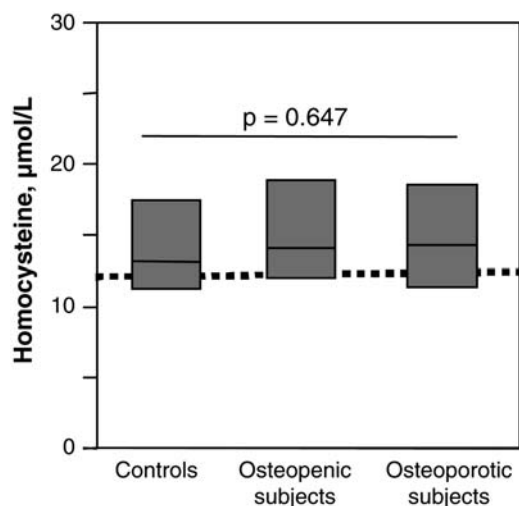 30
p = 0.647
20
10
0
Homocysteine, µmol/L
Controls
Osteopenic
subjects
Osteoporotic
subjects